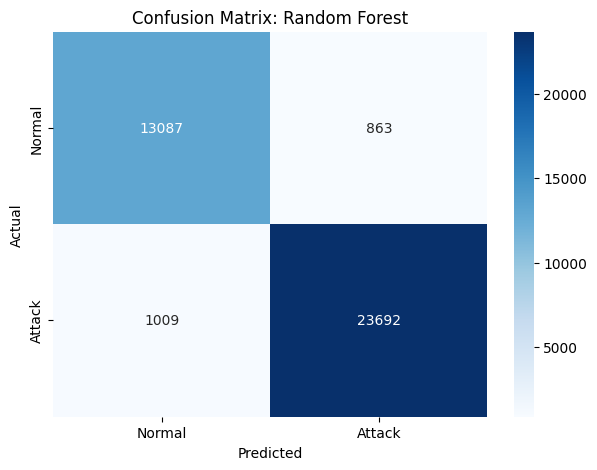 Confusion Matrix: Random Forest
Actual
Normal
13087
863
Attack
1009
23692
Normal
Attack
Predicted
20000
15000
10000
5000